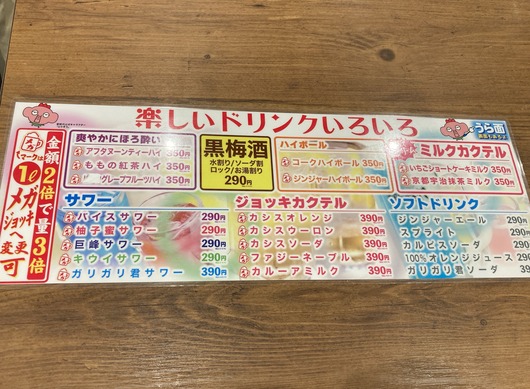 楽しいドリンクいろいろ
うら面
マークは
金額2倍で量3倍
1ℓメガ
ジョッキへ
変更
可
爽やかにほろ酔い
アフタヌーンティーハイ 350円
ももの紅茶ハイ 350円
グレープフルーツハイ 350円
黒梅酒
水割り/ソーダ割
ロック/お湯割り
290円
ハイボール
コークハイボール 350円
ジンジャーハイボール 350円
ミルクカクテル
いちごショートケーキミルク 350円
京都宇治抹茶ミルク 350円
サワー
バイスサワー 290円
柚子蜜サワー 290円
巨峰サワー 290円
キウイサワー 290円
ガリガリ君サワー 390円
ジョッキカクテル
カシスオレンジ 390円
カシスウーロン 390円
カシスソーダ 390円
ファジーネーブル 390円
カルーアミルク 390円
ソフトドリンク
ジンジャーエール 290円
スプライト 290
カルピスソーダ 290円
100%オレンジジュース 290
ガリガリ君ソーダ 390